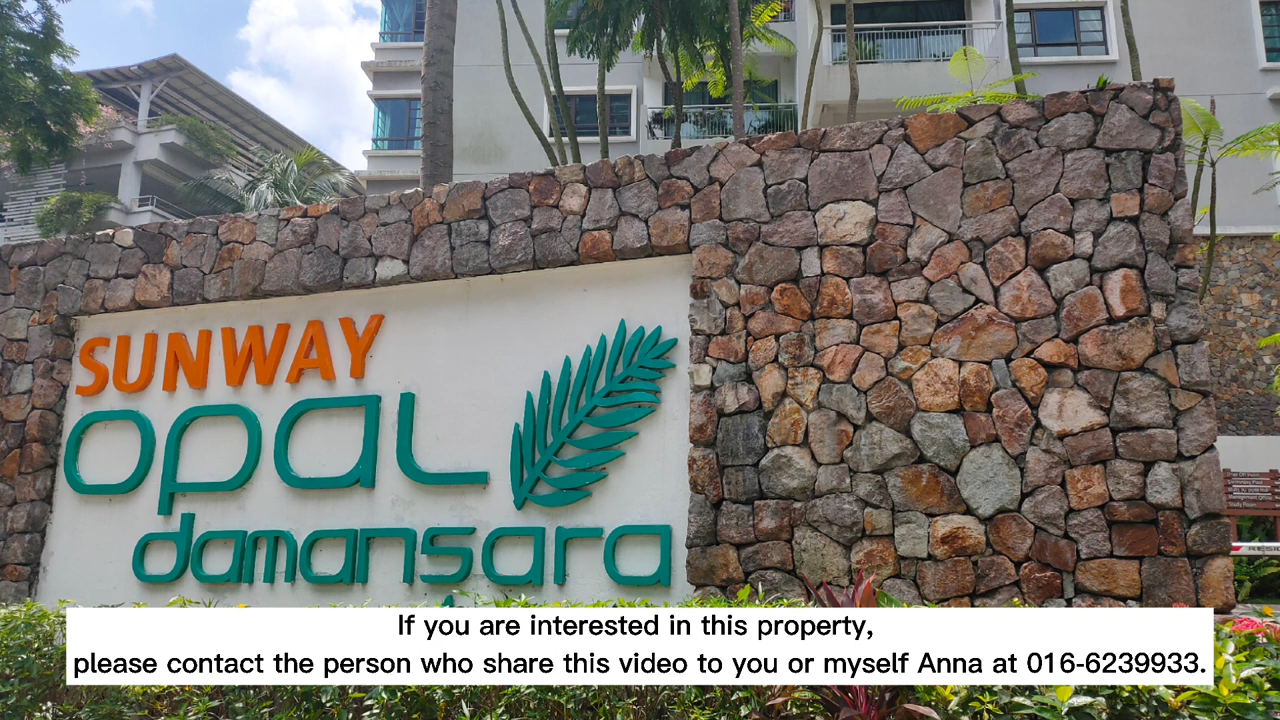 SUNWAY
opal
damansara
If you are interested in this property,
please contact the person who share this video to you or myself Anna at 016-6239933.